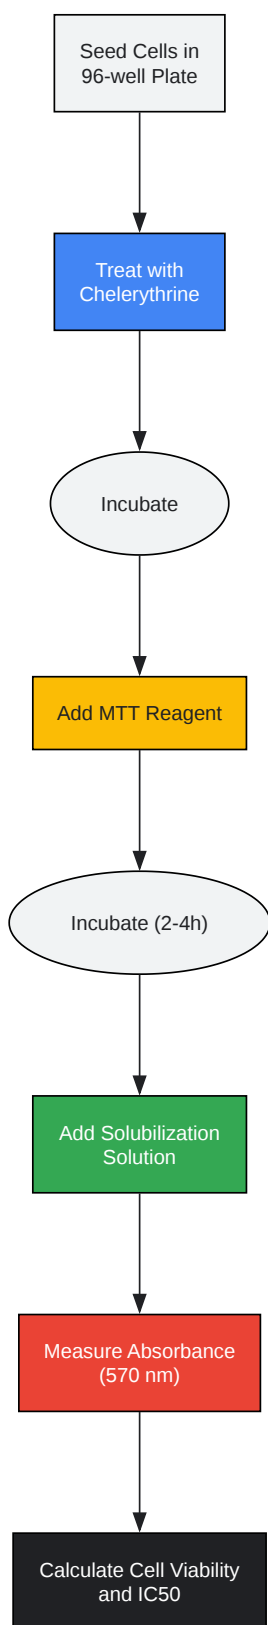 Seed Cells in
96-well Plate
Treat with
Chelerythrine
Incubate
Add MTT Reagent
Incubate (2-4h)
Add Solubilization
Solution
Measure Absorbance
(570 nm)
Calculate Cell Viability
and IC50